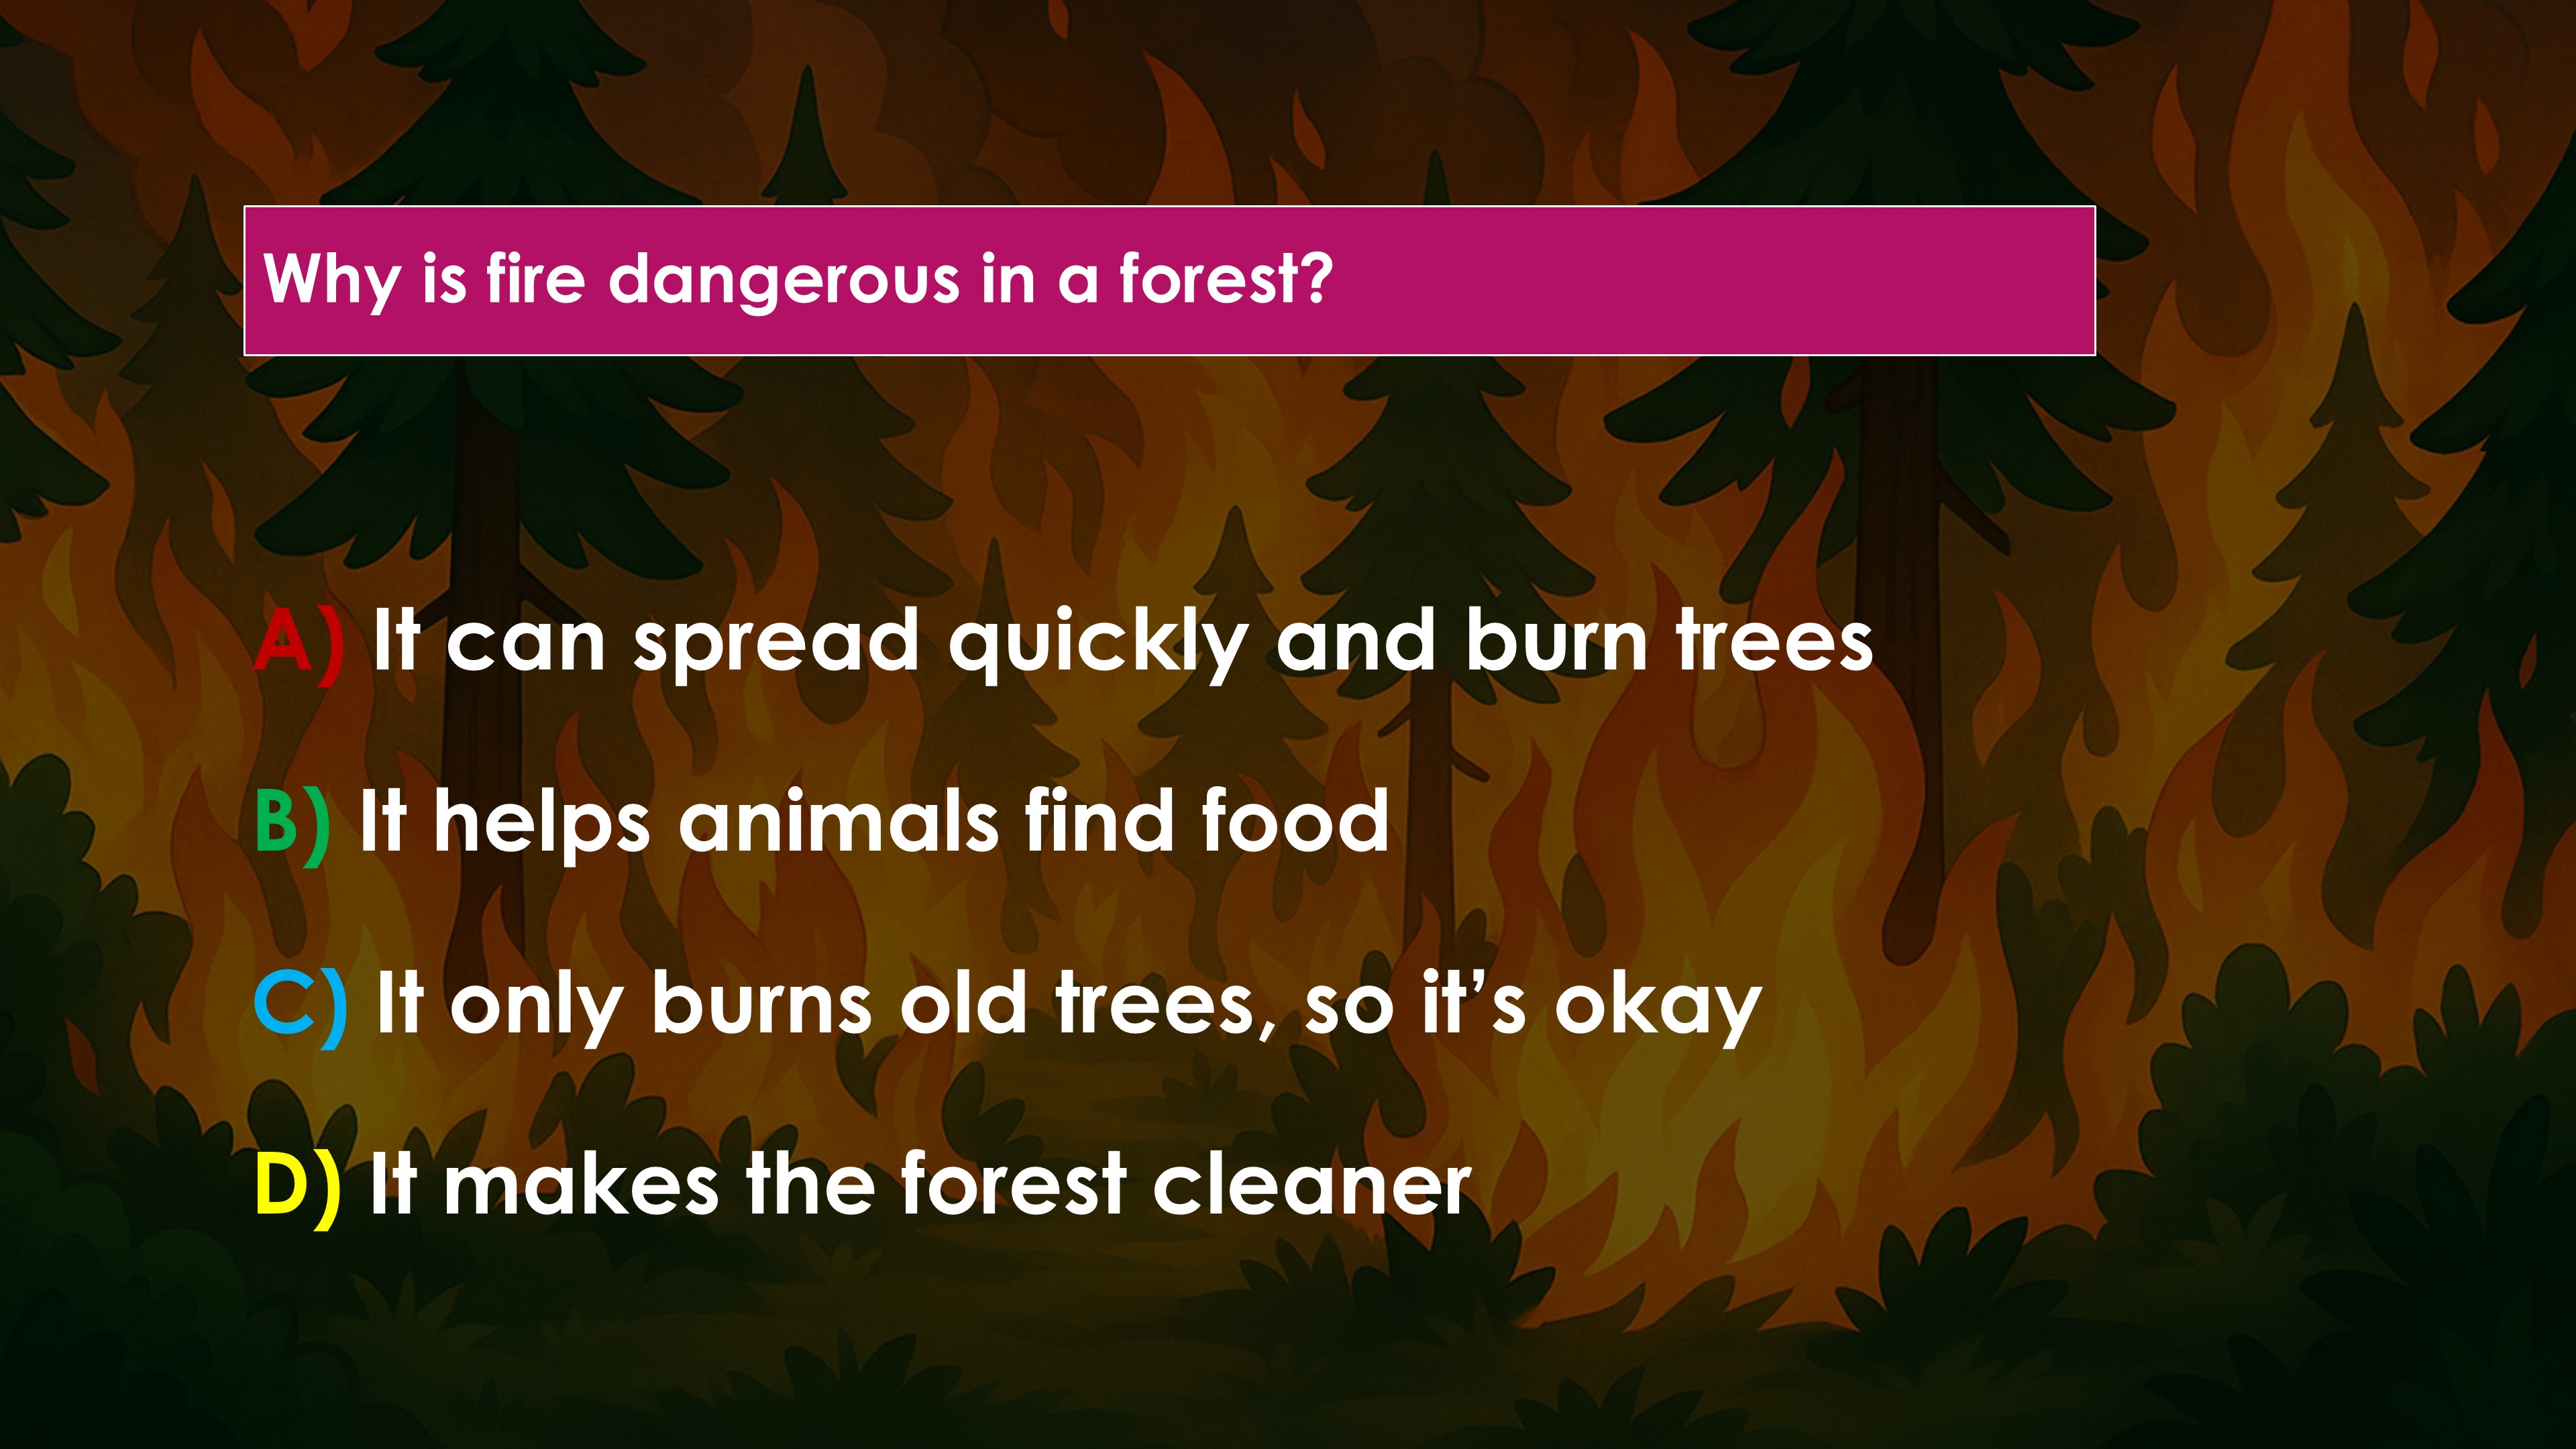 Why is fire dangerous in a forest?
A) It can spread quickly and burn trees
B) It helps animals find food
C) It only burns old trees, so it’s okay
D) It makes the forest cleaner